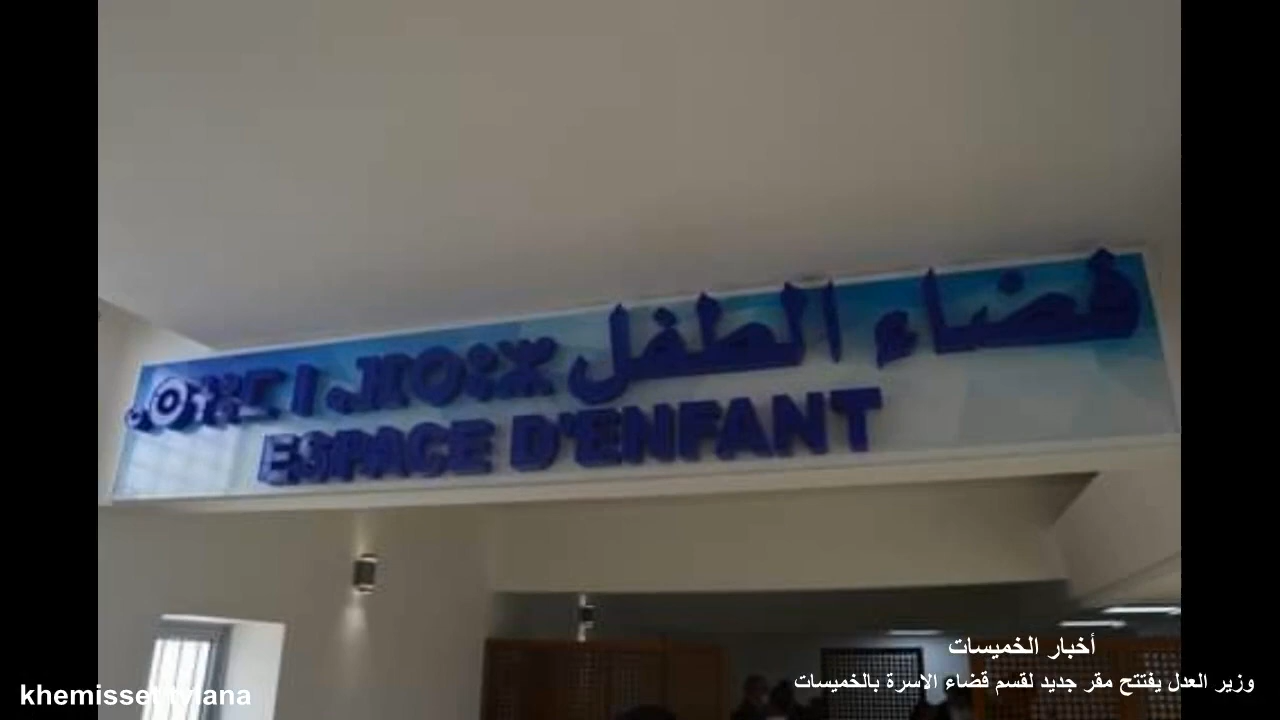 فضاء الطفل
ESPACE D'ENFANT
أخبار الخميسات
وزير العدل يفتتح مقر جديد لقسم قضاء الاسرة بالخميسات